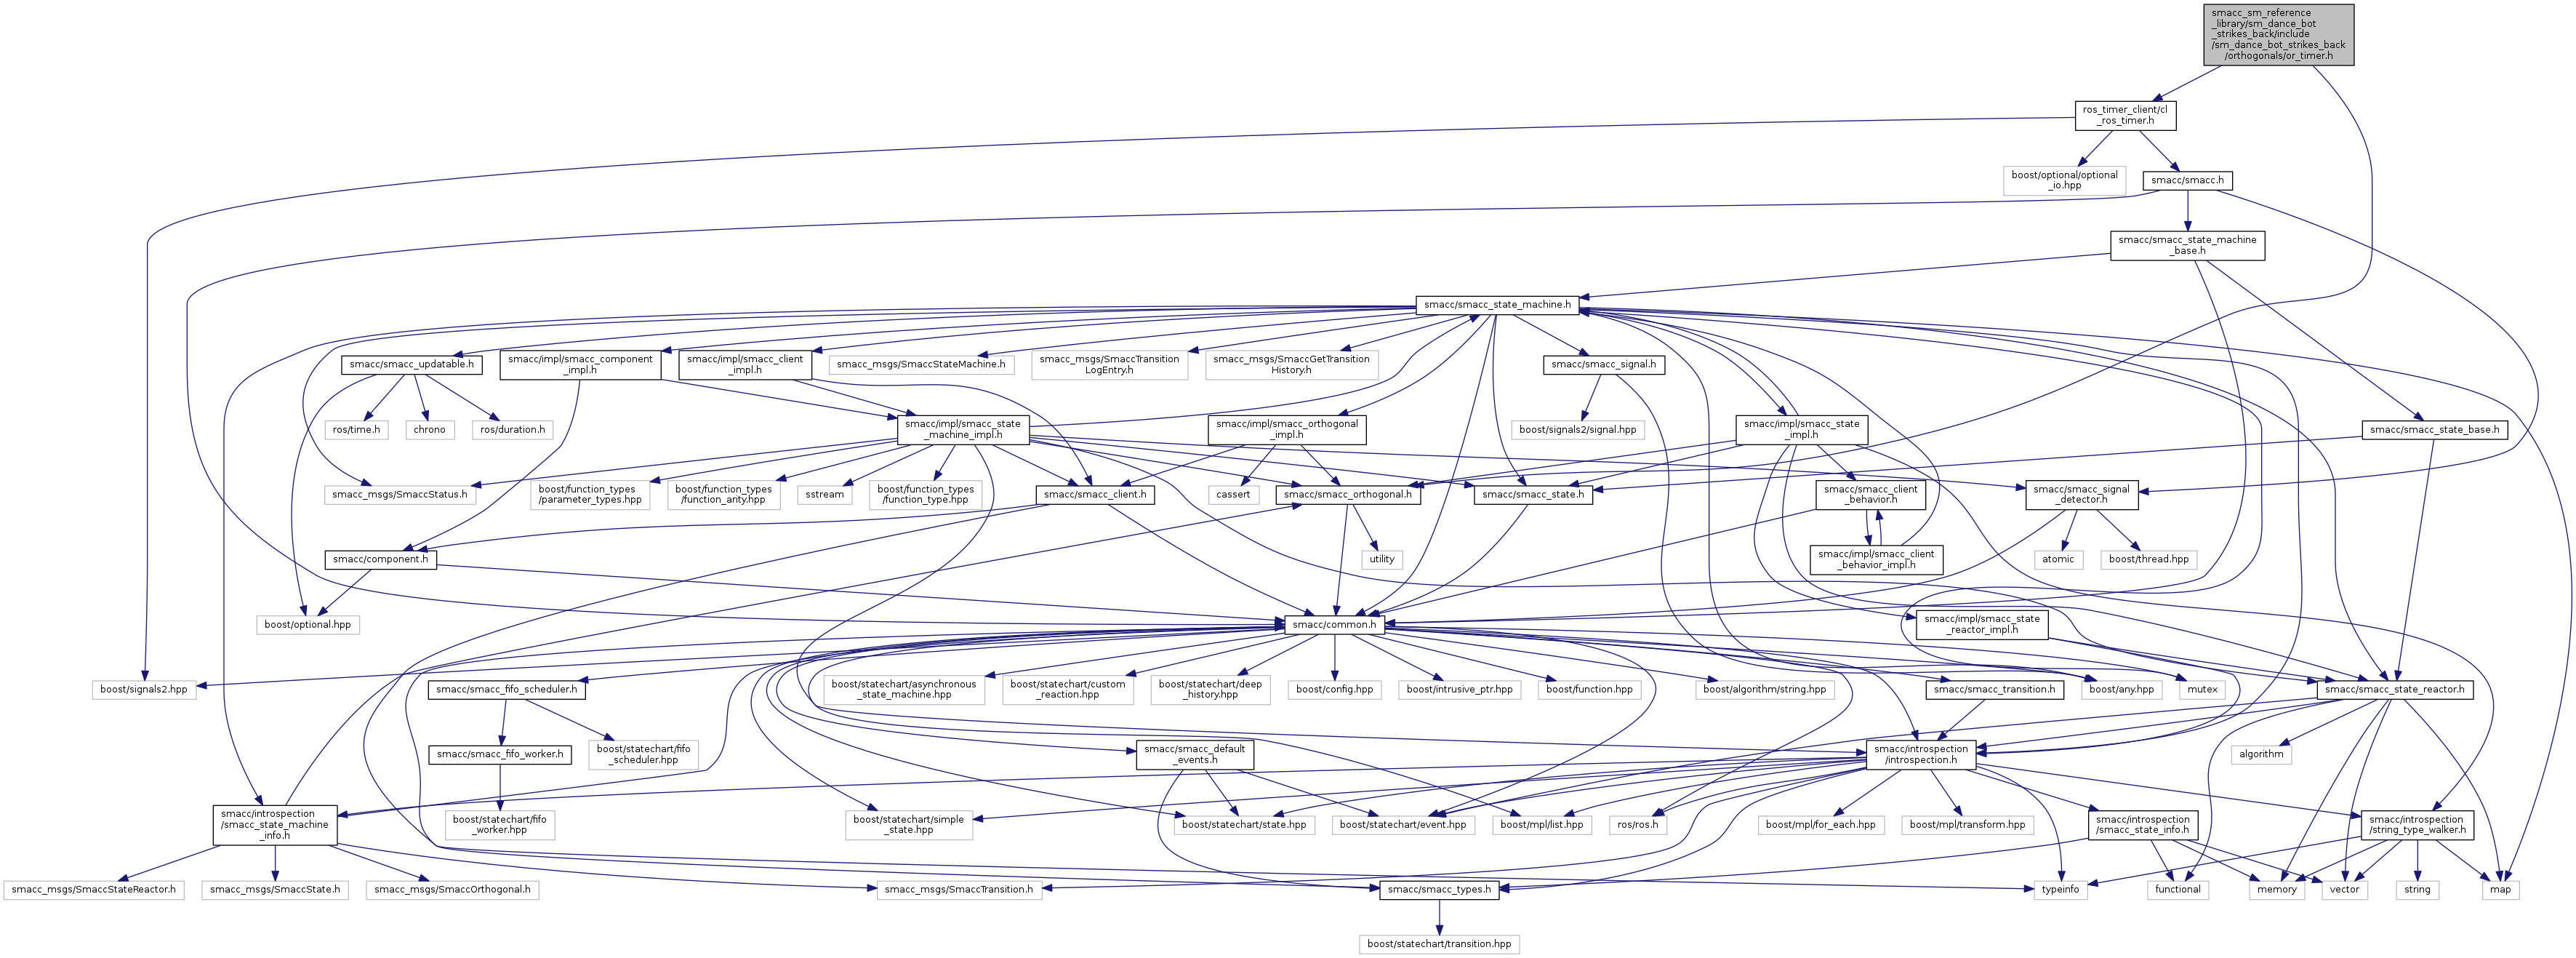 smacc_sm_reference
_library/sm_dance_bot
_strikes_back/include
/sm_dance_bot_strikes_back
/orthogonals/or_timer.h
ros_timer_client/cl
_ros_timer.h
boost/optional/optional
_io.hpp
smacc/smacc.h
smacc/smacc_state_machine
_base.h
smacc/smacc_state_machine.h
smacc/smacc_updatable.h
smacc/impl/smacc_component
_impl.h
smacc/impl/smacc_client
_impl.h
smacc_msgs/SmaccStateMachine.h
smacc_msgs/SmaccTransition
LogEntry.h
smacc_msgs/SmaccGetTransition
History.h
smacc/smacc_signal.h
ros/time.h
chrono
ros/duration.h
smacc/impl/smacc_state
_machine_impl.h
smacc/impl/smacc_orthogonal
_impl.h
boost/signals2/signal.hpp
smacc/impl/smacc_state
_impl.h
smacc/smacc_state_base.h
smacc_msgs/SmaccStatus.h
boost/function_types
/parameter_types.hpp
boost/function_types
/function_arity.hpp
sstream
boost/function_types
/function_type.hpp
smacc/smacc_client.h
cassert
smacc/smacc_orthogonal.h
smacc/smacc_state.h
smacc/smacc_client
_behavior.h
smacc/smacc_signal
_detector.h
smacc/component.h
utility
smacc/impl/smacc_client
_behavior_impl.h
atomic
boost/thread.hpp
boost/optional.hpp
smacc/common.h
smacc/impl/smacc_state
_reactor_impl.h
boost/signals2.hpp
smacc/smacc_fifo_scheduler.h
boost/statechart/asynchronous
_state_machine.hpp
boost/statechart/custom
_reaction.hpp
boost/statechart/deep
_history.hpp
boost/config.hpp
boost/intrusive_ptr.hpp
boost/function.hpp
boost/algorithm/string.hpp
smacc/smacc_transition.h
boost/any.hpp
mutex
smacc/smacc_state_reactor.h
smacc/smacc_fifo_worker.h
boost/statechart/fifo
_scheduler.hpp
smacc/smacc_default
_events.h
smacc/introspection
/introspection.h
algorithm
smacc/introspection
/smacc_state_machine
_info.h
boost/statechart/fifo
_worker.hpp
boost/statechart/simple
_state.hpp
boost/statechart/state.hpp
boost/statechart/event.hpp
boost/mpl/list.hpp
ros/ros.h
boost/mpl/for_each.hpp
boost/mpl/transform.hpp
smacc/introspection
/smacc_state_info.h
smacc/introspection
/string_type_walker.h
smacc_msgs/SmaccStateReactor.h
smacc_msgs/SmaccState.h
smacc_msgs/SmaccOrthogonal.h
smacc_msgs/SmaccTransition.h
smacc/smacc_types.h
typeinfo
functional
memory
vector
string
map
boost/statechart/transition.hpp